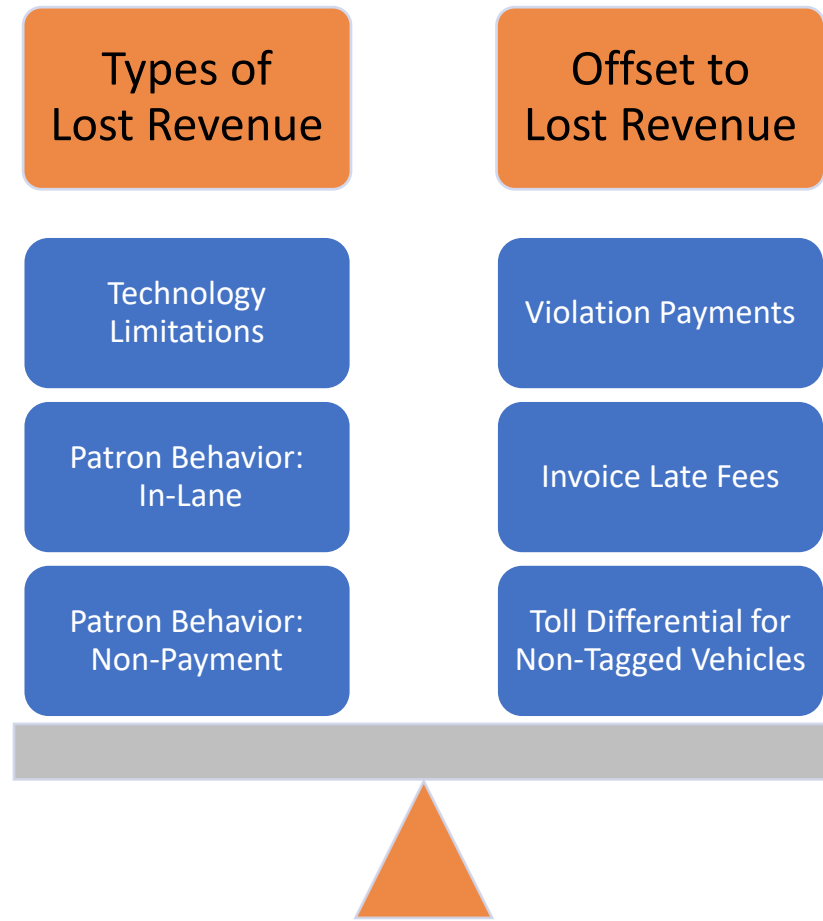 Types of
Lost Revenue
Offset to
Lost Revenue
Technology
Limitations
Violation Payments
Patron Behavior:
In-Lane
Invoice Late Fees
Patron Behavior:
Non-Payment
Toll Differential for
Non-Tagged Vehicles